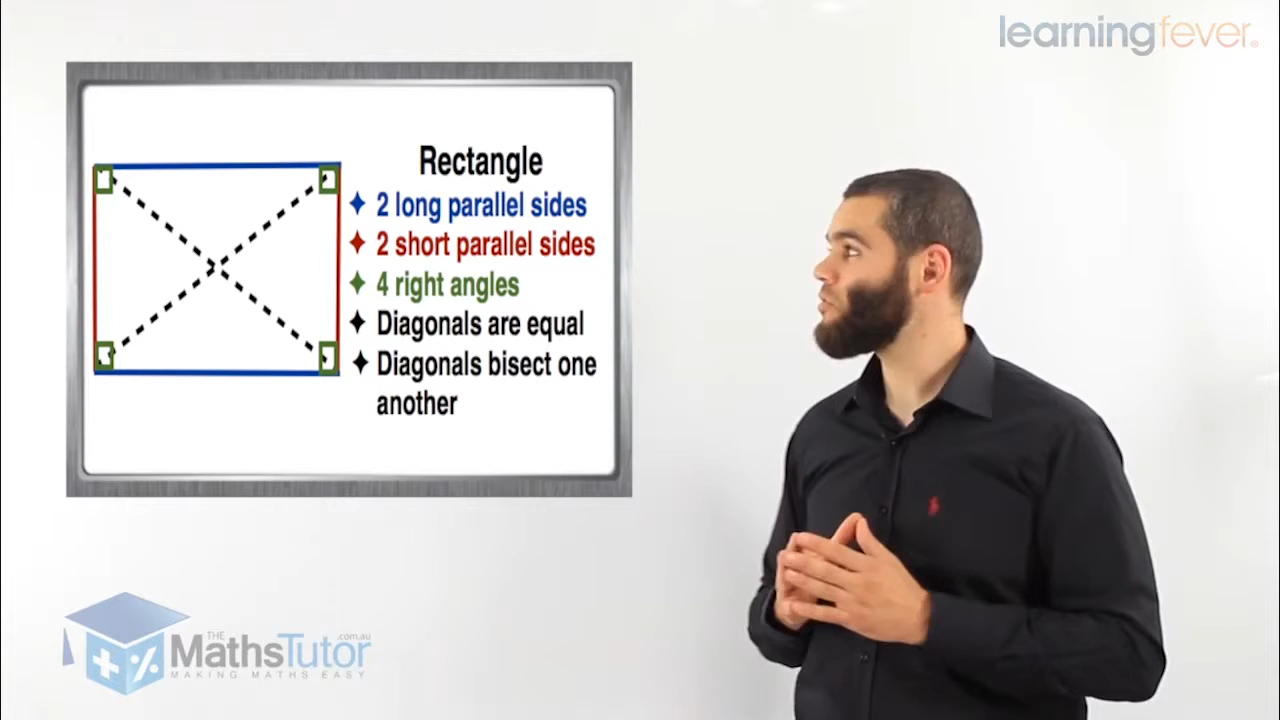 learningfever.
Rectangle
✦ 2 long parallel sides
✦ 2 short parallel sides
✦ 4 right angles
✦ Diagonals are equal
✦ Diagonals bisect one
another
THE
MathsTutor
.com.au
MAKING MATHS EASY